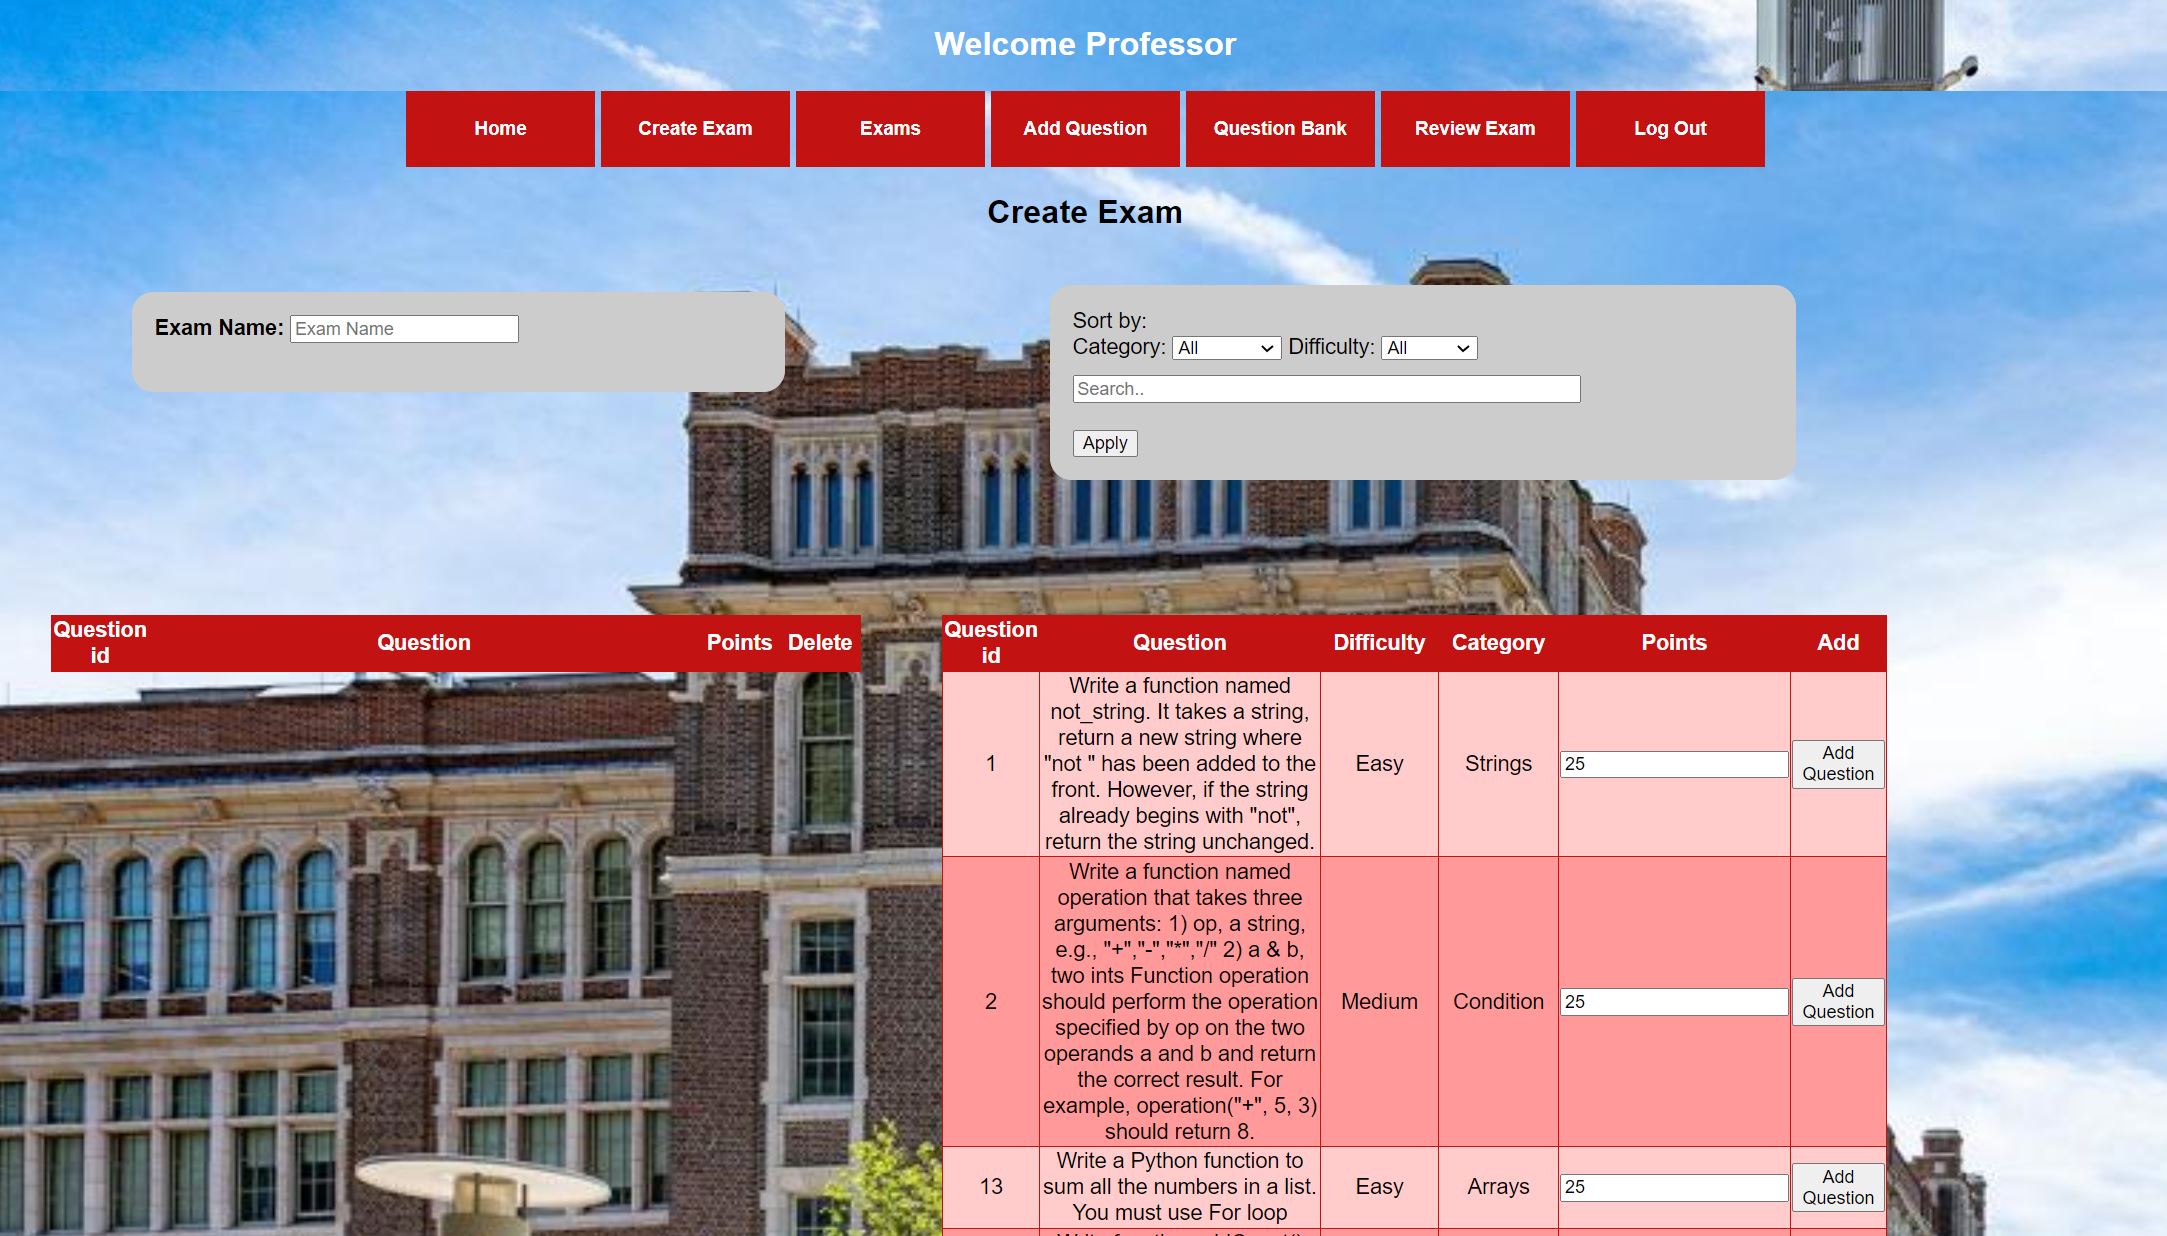 Welcome Professor
Home Create Exam Exams Add Question Question Bank Review Exam Log Out
Create Exam
Exam Name: Exam Name
Sort by:
Category: All Difficulty: All
Search..
Apply
Question id Question Points Delete
Question id Question Difficulty Category Points Add
1
Write a function named
not_string. It takes a string,
return a new string where
"not " has been added to the
front. However, if the string
already begins with "not",
return the string unchanged.
Easy
Strings
25
Add
Question
2
Write a function named
operation that takes three
arguments: 1) op, a string,
e.g., "+","-","*","/" 2) a & b,
two ints Function operation
should perform the operation
specified by op on the two
operands a and b and return
the correct result. For
example, operation("+", 5, 3)
should return 8.
Medium
Condition
25
Add
Question
13
Write a Python function to
sum all the numbers in a list.
You must use For loop
Easy
Arrays
25
Add
Question